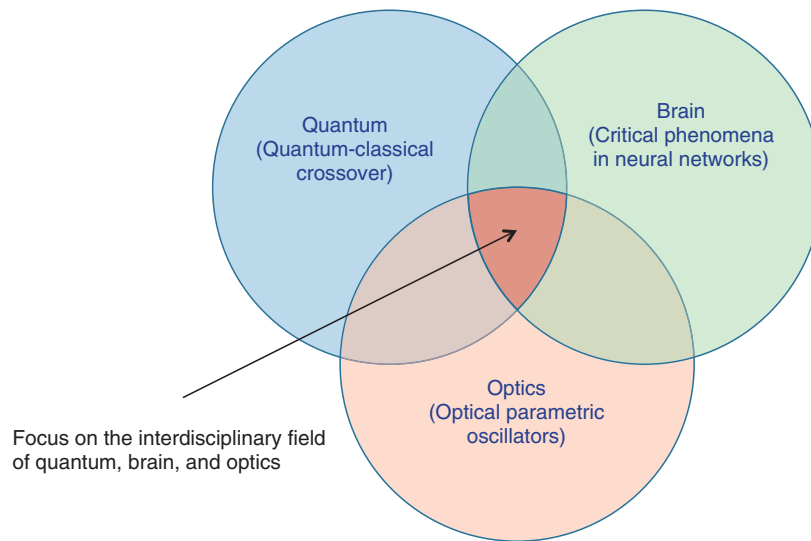 Quantum
(Quantum-classical
crossover)
Brain
(Critical phenomena
in neural networks)
Optics
(Optical parametric
oscillators)
Focus on the interdisciplinary field
of quantum, brain, and optics